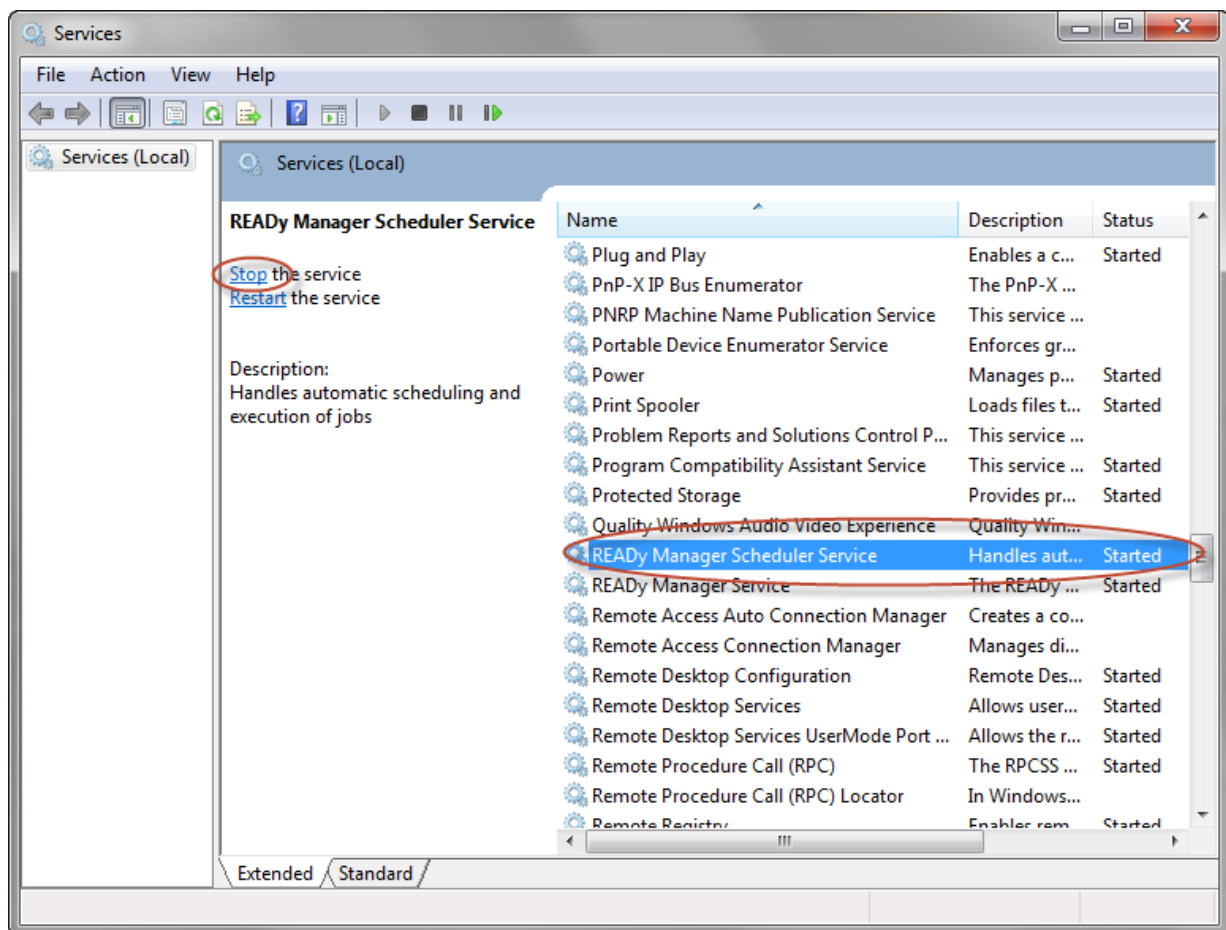 Services
File Action View Help
Services (Local)
Services (Local)
READy Manager Scheduler Service
Stop the service
Restart the service
Description:
Handles automatic scheduling and
execution of jobs
Name Description Status
Plug and Play Enables a c... Started
PnP-X IP Bus Enumerator The PnP-X ...
PNRP Machine Name Publication Service This service ...
Portable Device Enumerator Service Enforces gr...
Power Manages p... Started
Print Spooler Loads files t... Started
Problem Reports and Solutions Control P... This service ...
Program Compatibility Assistant Service This service ... Started
Protected Storage Provides pr... Started
Quality Windows Audio Video Experience Quality Win...
READy Manager Scheduler Service Handles aut... Started
READy Manager Service The READy ... Started
Remote Access Auto Connection Manager Creates a co...
Remote Access Connection Manager Manages di...
Remote Desktop Configuration Remote Des... Started
Remote Desktop Services Allows user... Started
Remote Desktop Services UserMode Port ... Allows the r... Started
Remote Procedure Call (RPC) The RPCSS ... Started
Remote Procedure Call (RPC) Locator In Windows...
Remote Registry Enables rem... Started
Extended Standard